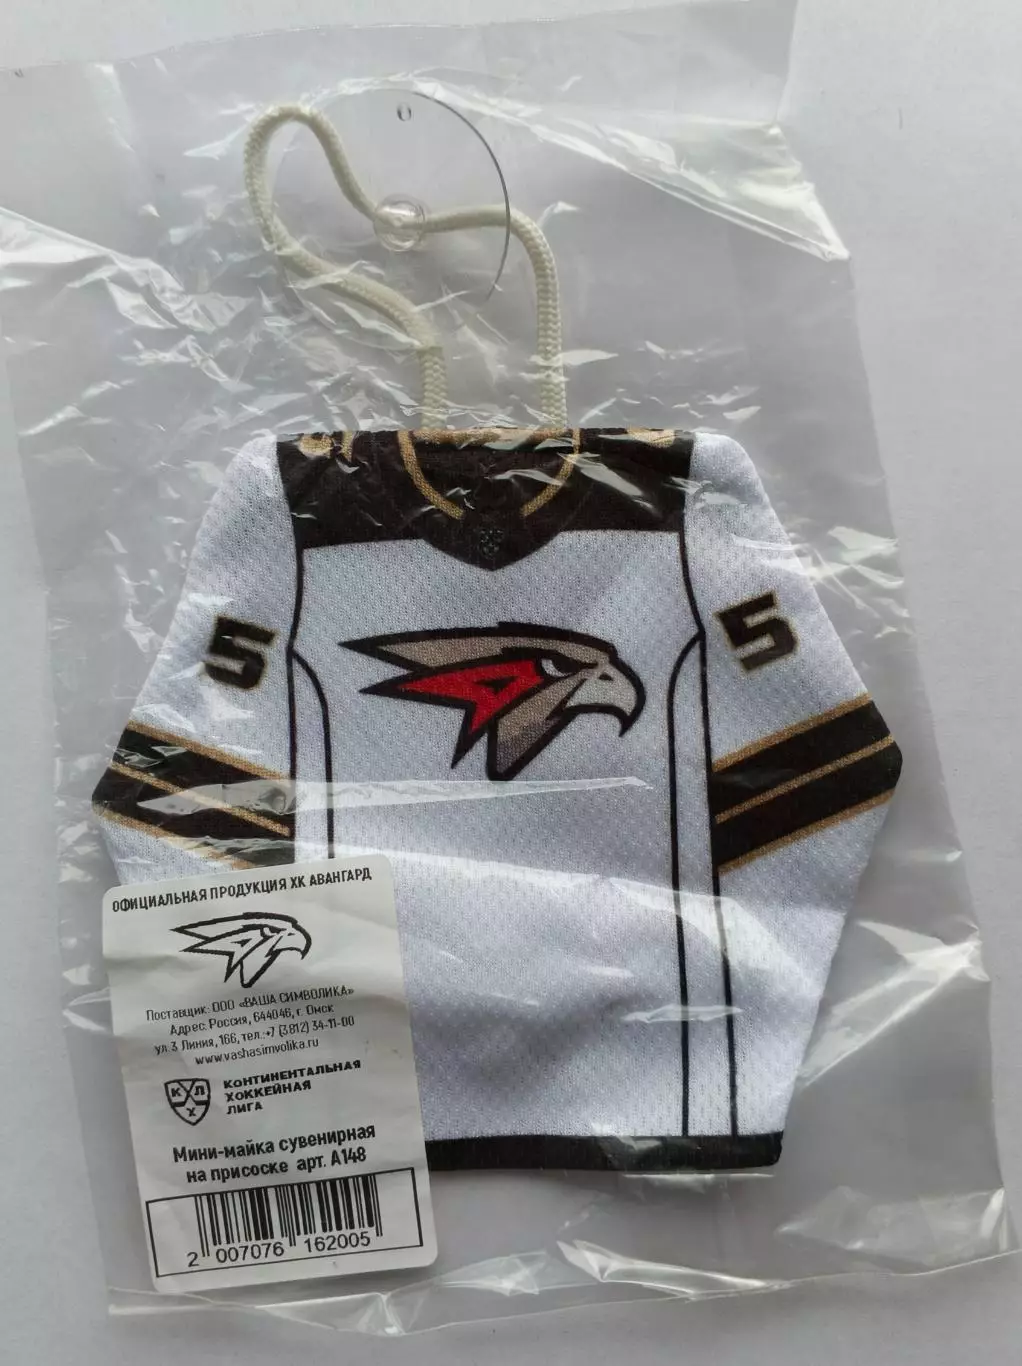 5
5
ОФИЦИАЛЬНАЯ ПРОДУКЦИЯ ХК АВАНГАРД
Поставщик: ООО «ВАША СИМВОЛИКА»
Адрес: Россия, 644046, г. Омск
ул.3 Линия, 166, тел.:+7 (3812) 34-11-00
www.vashasimvolika.ru
КХЛ
КОНТИНЕНТАЛЬНАЯ
ХОККЕЙНАЯ
ЛИГА
Мини-майка сувенирная
на присоске арт. А148
2 007076 162005